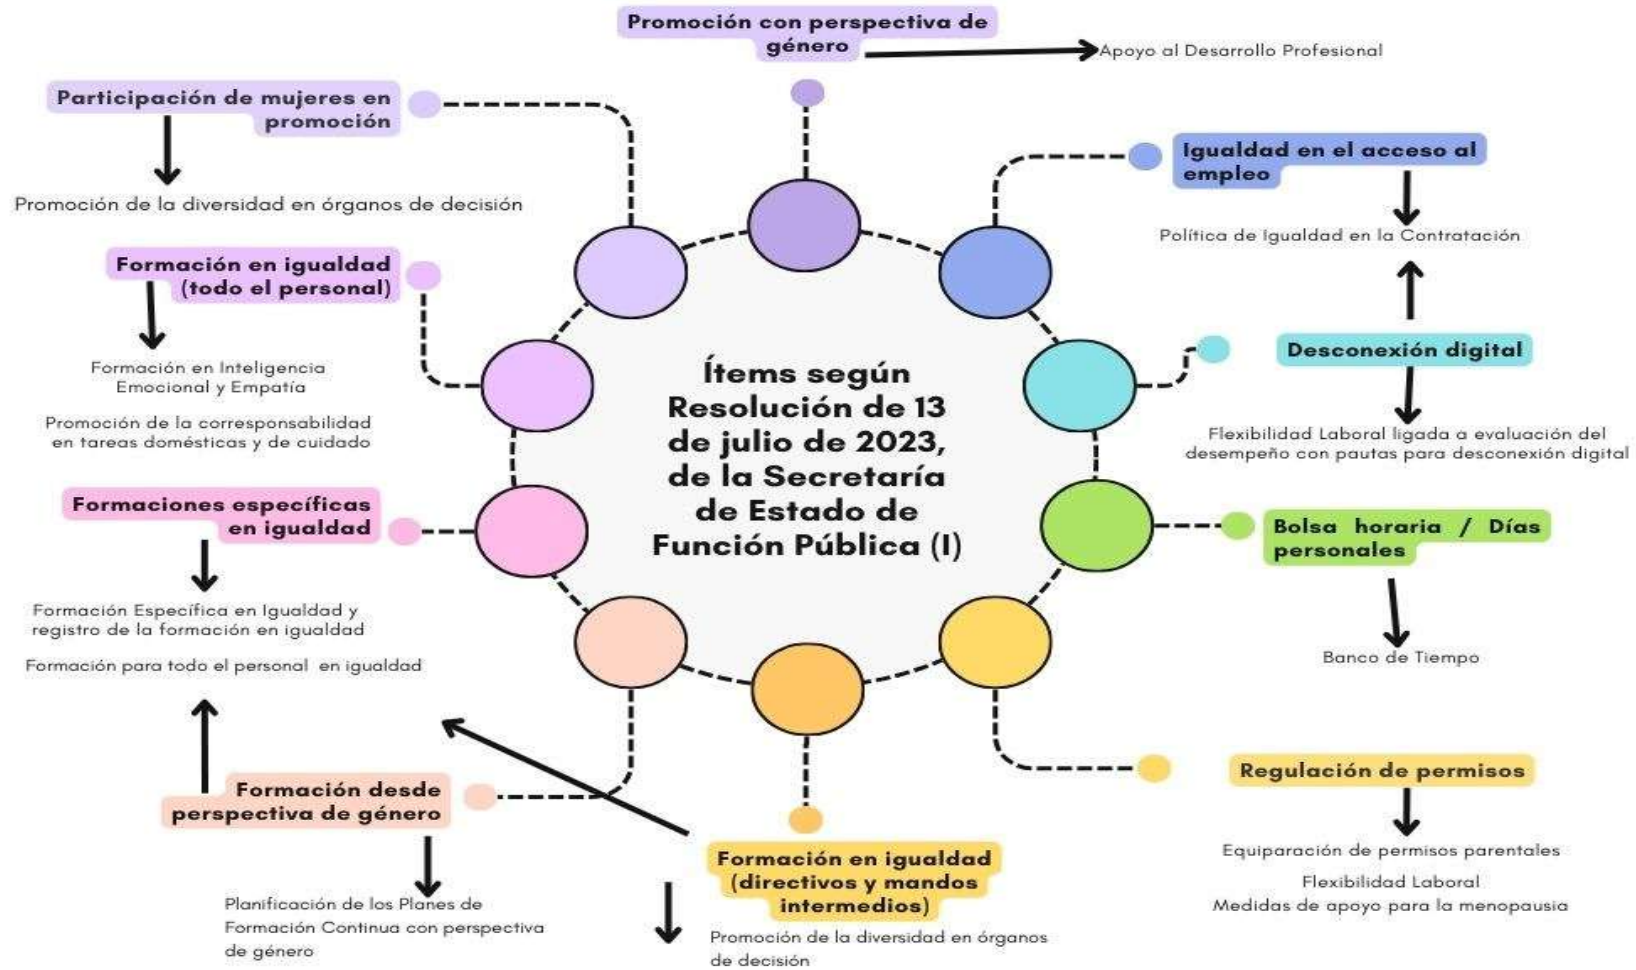 Promoción con perspectiva de
género
Apoyo al Desarrollo Profesional
Participación de mujeres en
promoción
Promoción de la diversidad en órganos de decisión
Igualdad en el acceso al
empleo
Política de Igualdad en la Contratación
Formación en igualdad
(todo el personal)
Formación en Inteligencia
Emocional y Empatía
Promoción de la corresponsabilidad
en tareas domésticas y de cuidado
Desconexión digital
Flexibilidad Laboral ligada a evaluación del
desempeño con pautas para desconexión digital
Ítems según
Resolución de 13
de julio de 2023,
de la Secretaría
de Estado de
Función Pública (I)
Formaciones específicas
en igualdad
Formación Específica en Igualdad y
registro de la formación en igualdad
Formación para todo el personal en igualdad
Bolsa horaria / Días
personales
Banco de Tiempo
Formación desde
perspectiva de género
Planificación de los Planes de
Formación Continua con perspectiva
de género
Formación en igualdad
(directivos y mandos
intermedios)
Promoción de la diversidad en órganos
de decisión
Regulación de permisos
Equiparación de permisos parentales
Flexibilidad Laboral
Medidas de apoyo para la menopausia